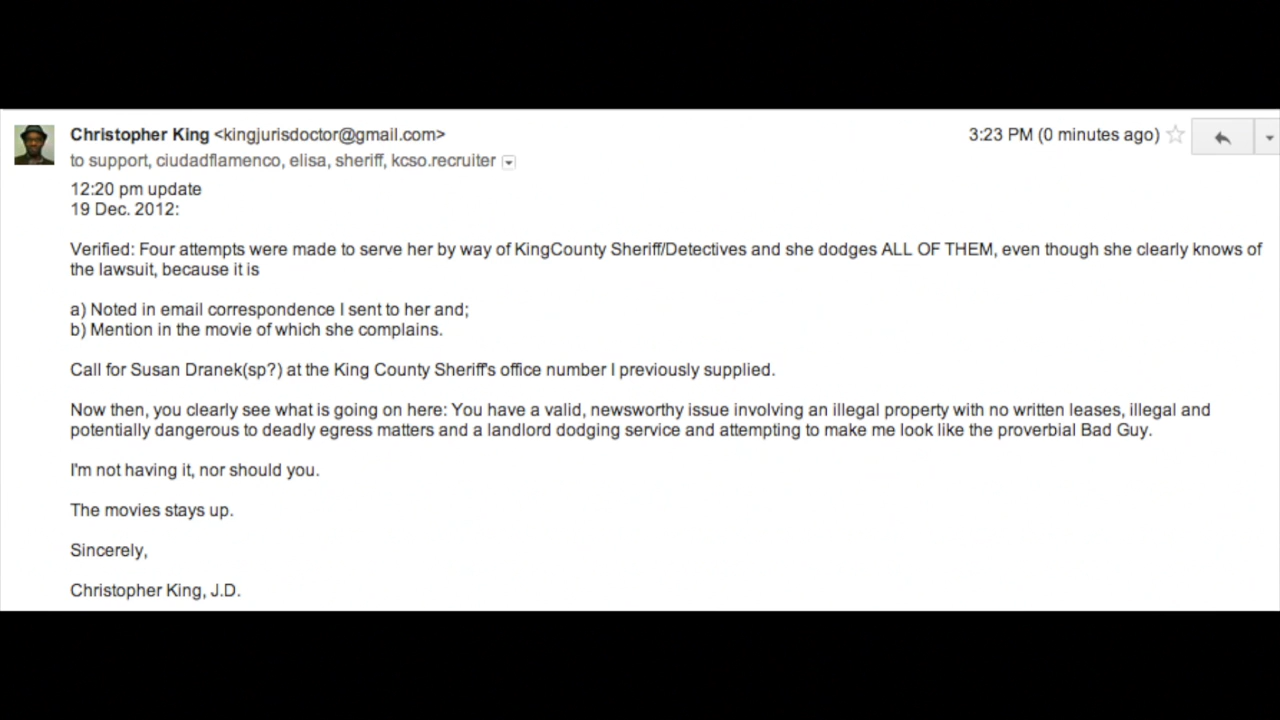 Christopher King <kingjurisdoctor@gmail.com> 3:23 PM (0 minutes ago)
to support, ciudadflamenco, elisa, sheriff, kcso.recruiter
12:20 pm update
19 Dec. 2012:
Verified: Four attempts were made to serve her by way of KingCounty Sheriff/Detectives and she dodges ALL OF THEM, even though she clearly knows of
the lawsuit, because it is
a) Noted in email correspondence I sent to her and;
b) Mention in the movie of which she complains.
Call for Susan Dranek(sp?) at the King County Sheriff's office number I previously supplied.
Now then, you clearly see what is going on here: You have a valid, newsworthy issue involving an illegal property with no written leases, illegal and
potentially dangerous to deadly egress matters and a landlord dodging service and attempting to make me look like the proverbial Bad Guy.
I'm not having it, nor should you.
The movies stays up.
Sincerely,
Christopher King, J.D.